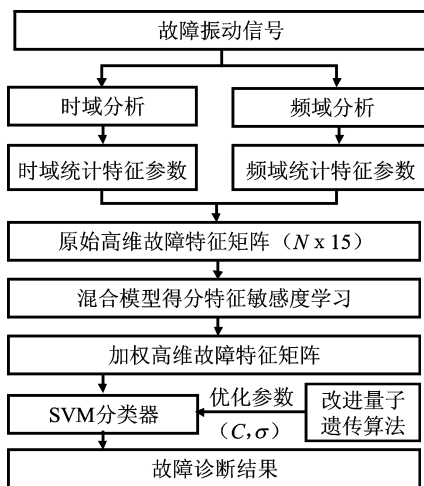 故障振动信号
时域分析
频域分析
时域统计特征参数
频域统计特征参数
原始高维故障特征矩阵（N x 15）
混合模型得分特征敏感度学习
加权高维故障特征矩阵
SVM分类器
优化参数
（C,σ）
改进量子
遗传算法
故障诊断结果